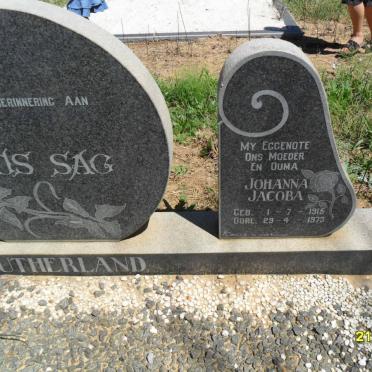 ERINNERING AAN
IS SAG
UTHERLAND
MY EGGENOTE
ONS MOEDER
EN OUMA
JOHANNA
JACOBA
GEB. 1 - 7 - 1915
OORL. 29 - 4 - 1973